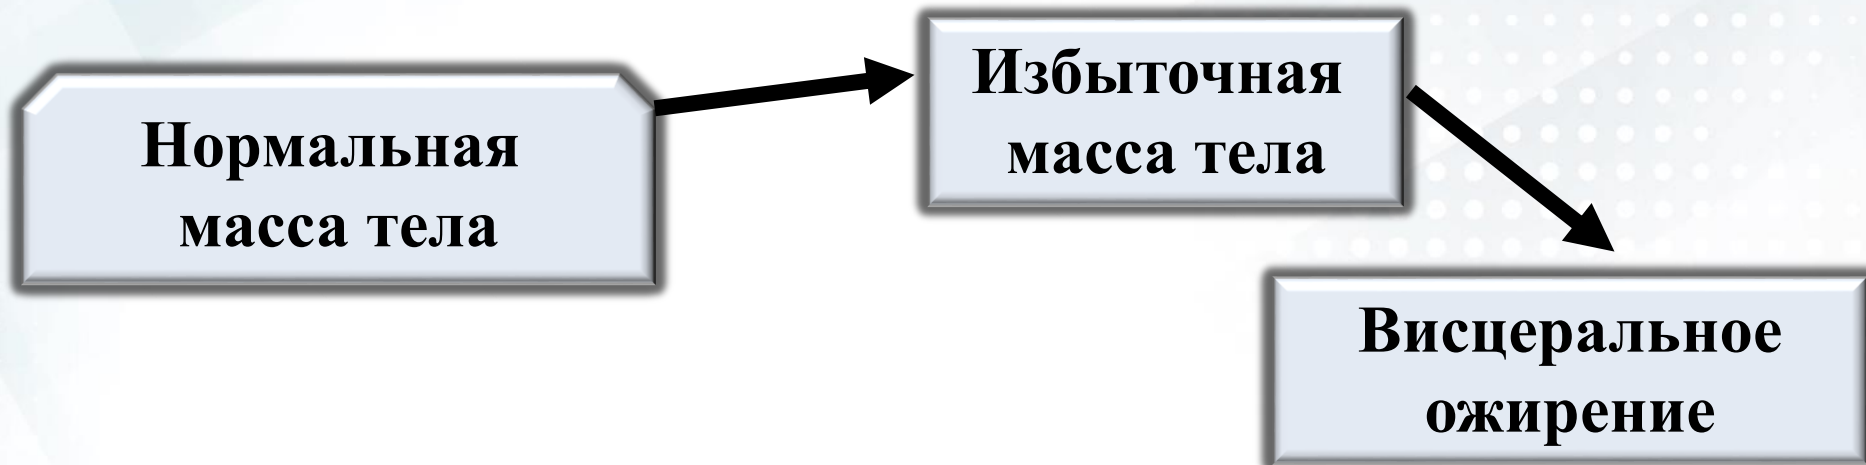 Нормальная
масса тела
Избыточная
масса тела
Висцеральное
ожирение